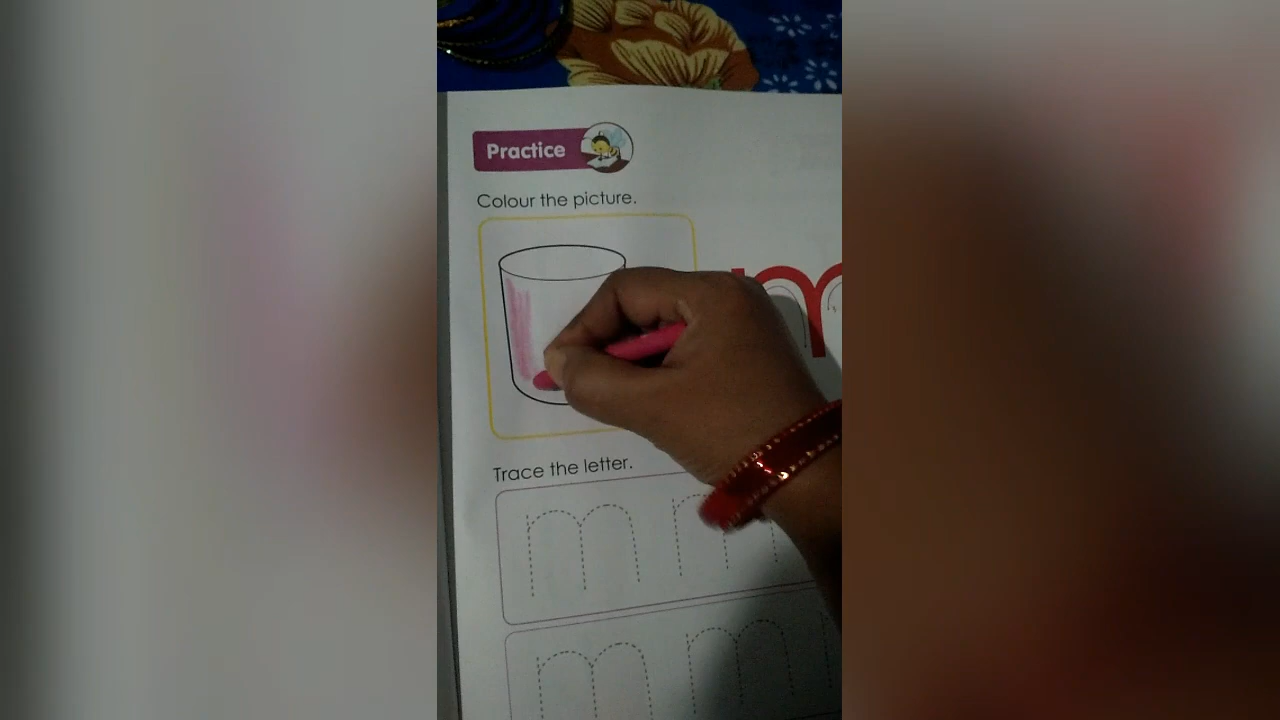 Practice
Colour the picture.
m
Trace the letter.
m m
m m